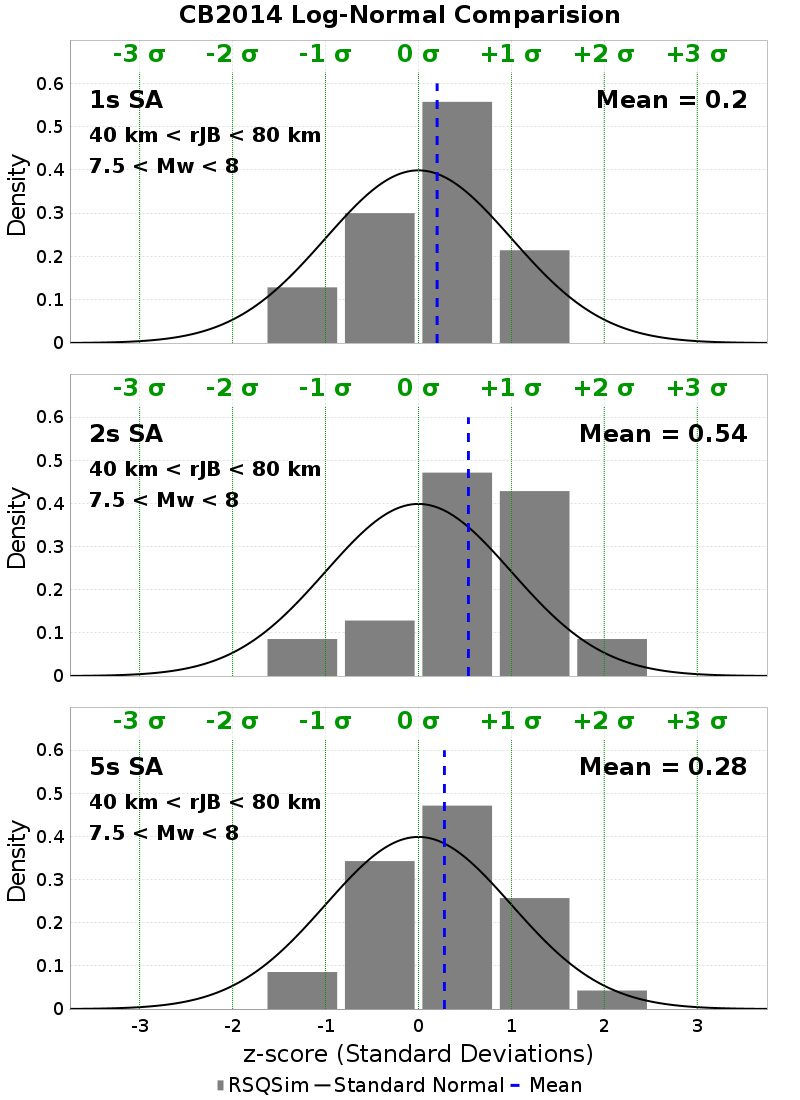 CB2014 Log-Normal Comparision
-3 σ -2 σ -1 σ 0 σ +1 σ +2 σ +3 σ
0.6
1s SA Mean = 0.2
0.5
40 km < rJB < 80 km
7.5 < Mw < 8
0.4
Density
0.3
0.2
0.1
0
-3 σ -2 σ -1 σ 0 σ +1 σ +2 σ +3 σ
0.6
2s SA Mean = 0.54
0.5
40 km < rJB < 80 km
7.5 < Mw < 8
0.4
Density
0.3
0.2
0.1
0
-3 σ -2 σ -1 σ 0 σ +1 σ +2 σ +3 σ
0.6
5s SA Mean = 0.28
0.5
40 km < rJB < 80 km
7.5 < Mw < 8
0.4
Density
0.3
0.2
0.1
0
-3 -2 -1 0 1 2 3
z-score (Standard Deviations)
RSQSim Standard Normal Mean